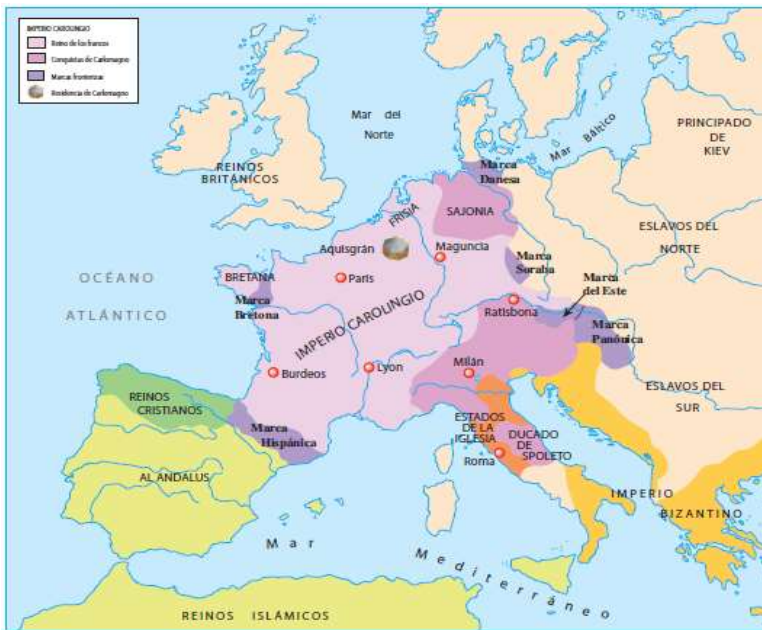 IMPERIO CAROLINGIO
Reino de los francos
Conquistas de Carlomagno
Marcas fronterizas
Residencia de Carlomagno
Mar del
Norte
Mar Báltico
PRINCIPADO
DE
KIEV
REINOS
BRITÁNICOS
Marca
Danesa
FRISIA
SAJONIA
ESLAVOS DEL
NORTE
Aquisgrán
Maguncia
Marca
Soraba
OCÉANO
ATLÁNTICO
BRETANA
París
Marca
Bretona
Marca
del Este
Ratisbona
IMPERIO CAROLINGIO
Marca
Panónica
Burdeos
Lyon
Milán
ESLAVOS DEL
SUR
REINOS
CRISTIANOS
Marca
Hispánica
ESTADOS
DE LA
IGLESIA
DUCADO
DE
SPOLETO
Roma
AL ANDALUS
IMPERIO
BIZANTINO
Mar
Mediterráneo
REINOS ISLÁMICOS